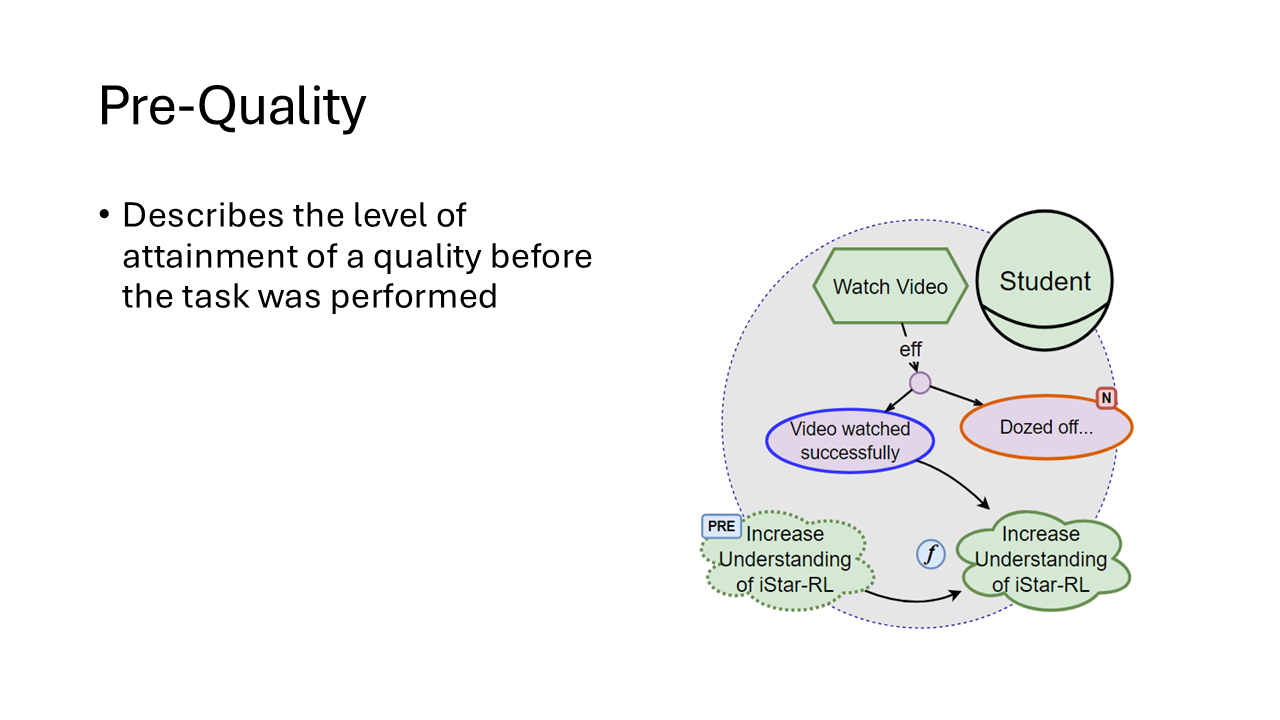 Pre-Quality
• Describes the level of
attainment of a quality before
the task was performed
Student
Watch Video
eff
N
Video watched
successfully
Dozed off...
PRE
Increase
Understanding
of iStar-RL
f
Increase
Understanding
of iStar-RL